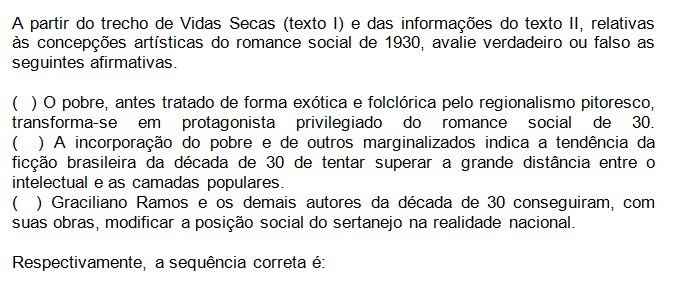 A partir do trecho de Vidas Secas (texto I) e das informações do texto II, relativas
às concepções artísticas do romance social de 1930, avalie verdadeiro ou falso as
seguintes afirmativas.
( ) O pobre, antes tratado de forma exótica e folclórica pelo regionalismo pitoresco,
transforma-se em protagonista privilegiado do romance social de 30.
( ) A incorporação do pobre e de outros marginalizados indica a tendência da
ficção brasileira da década de 30 de tentar superar a grande distância entre o
intelectual e as camadas populares.
( ) Graciliano Ramos e os demais autores da década de 30 conseguiram, com
suas obras, modificar a posição social do sertanejo na realidade nacional.
Respectivamente, a sequência correta é: